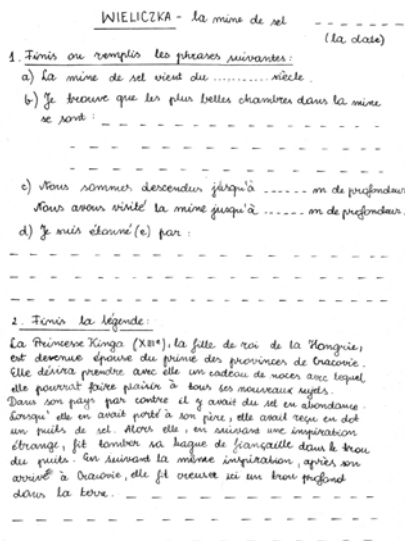 WIELICZKA - la mine de sel
(la date)
1. Finis ou remplis les phrases suivantes:
a) La mine de sel vient du ........... siècle.
b) Je trouve que les plus belles chambres dans la mine
se sont :
c) Nous sommes descendus jusqu'à ...... m de profondeur
Nous avons visité la mine jusqu'à ...... m de profondeur.
d) Je suis étonné(e) par :
2. Finis la légende:
La Princesse Kinga (XIIIe), la fille de roi de la Hongrie,
est devenue épouse du prince des provinces de Cracovie.
Elle désira prendre avec elle un cadeau de noces avec lequel
elle pourrait faire plaisir à tous ses nouveaux sujets.
Dans son pays par contre il y avait du sel en abondance.
Lorsqu'elle en avait porté à son père, elle avait reçu en dot
un puits de sel. Alors elle, en suivant une inspiration
étrange, fit tomber sa bague de fiançaille dans le trou
du puits. En suivant la même inspiration, après son
arrivé à Cracovie, elle fit creuser ici un trou profond
dans la terre.